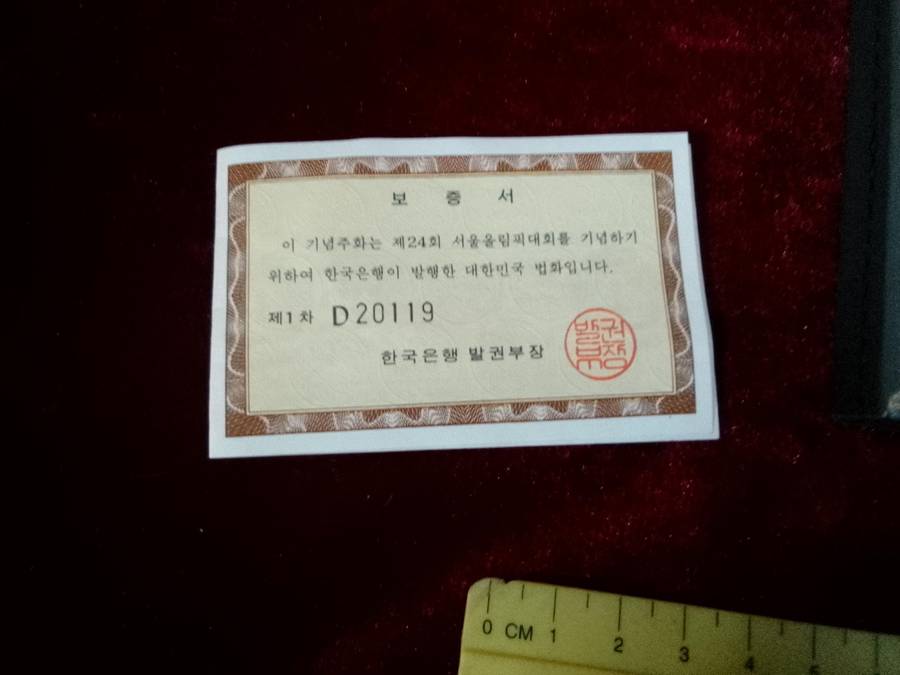 보 증 서
이 기념주화는 제24회 서울올림픽대회를 기념하기
위하여 한국은행이 발행한 대한민국 법화입니다.
제1차 D20119
한국은행 발권부장
발권부장
0 CM 1 2 3 4 5